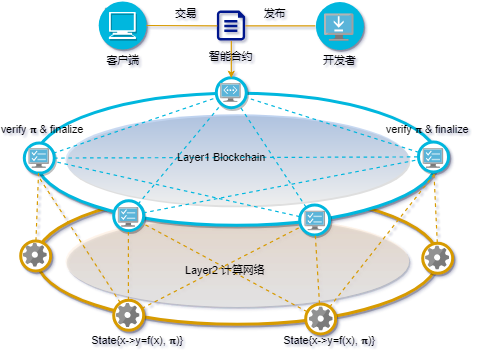 交易
发布
客户端
智能合约
开发者
verify π & finalize
verify π & finalize
Layer1 Blockchain
Layer2 计算网络
State{x->y=f(x), π)}
State{x->y=f(x), π)}